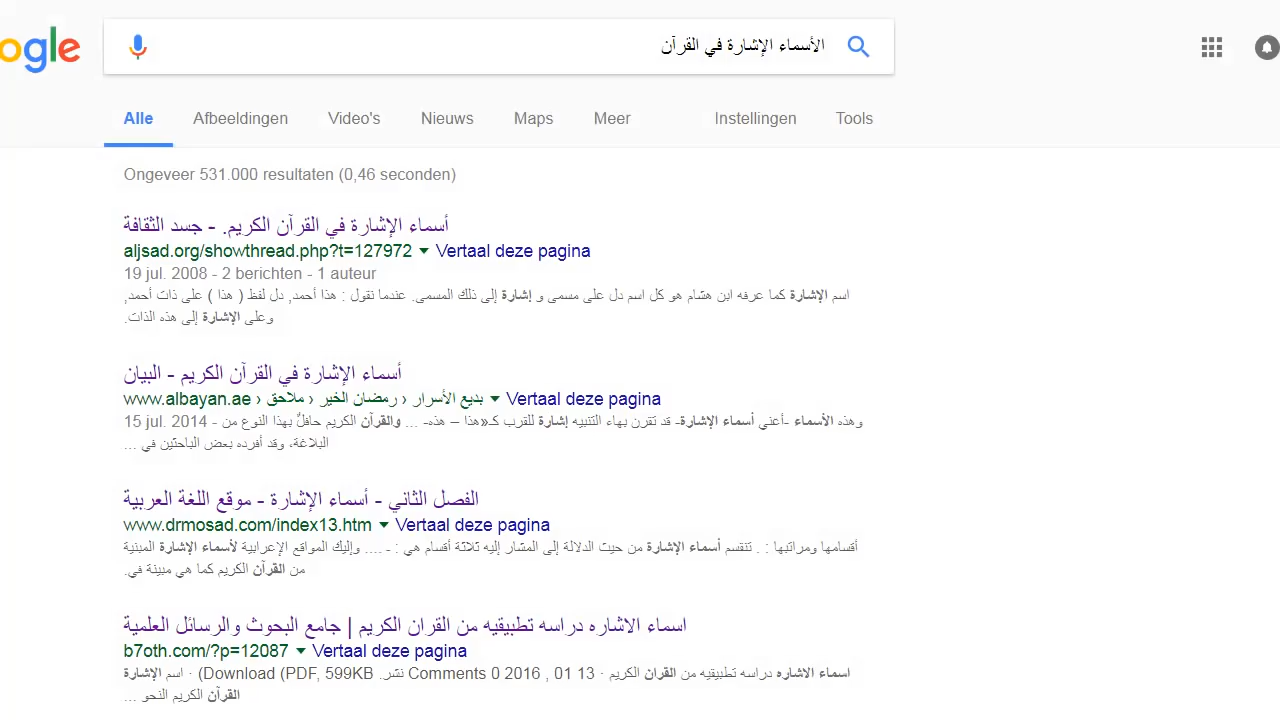 ogle
الأسماء الإشارة في القرآن
Alle Afbeeldingen Video's Nieuws Maps Meer Instellingen Tools
Ongeveer 531.000 resultaten (0,46 seconden)
أسماء الإشارة في القرآن الكريم. - جسد الثقافة
aljsad.org/showthread.php?t=127972 Vertaal deze pagina
19 jul. 2008 - 2 berichten - 1 auteur
اسم الإشارة كما عرفه ابن هشام هو كل اسم دل على مسمى و إشارة إلى ذلك المسمى. عندما نقول : هذا أحمد, دل لفظ ( هذا ) على ذات أحمد,
وعلى الإشارة إلى هذه الذات.
أسماء الإشارة في القرآن الكريم - البيان
www.albayan.ae › بديع الأسرار › رمضان الخير › ملاحق Vertaal deze pagina
15 jul. 2014 - وهذه الأسماء -أعني أسماء الإشارة- قد تقرن بهاء التنبيه إشارة للقرب كـ«هذا – هذه- ... والقرآن الكريم حافلٌ بهذا النوع من
البلاغة، وقد أفرده بعض الباحثين في ...
الفصل الثاني - أسماء الإشارة - موقع اللغة العربية
www.drmosad.com/index13.htm Vertaal deze pagina
أقسامها ومراتبها : . تنقسم أسماء الإشارة من حيث الدلالة إلى المشار إليه ثلاثة أقسام هي : - .... وإليك المواقع الإعرابية لأسماء الإشارة المبنية
من القرآن الكريم كما هي مبينة في.
اسماء الاشاره دراسه تطبيقيه من القران الكريم | جامع البحوث والرسائل العلمية
b7oth.com/?p=12087 Vertaal deze pagina
اسماء الاشاره دراسه تطبيقيه من القران الكريم · 13 01 , 2016 0 Comments نشر. (Download (PDF, 599KB · اسم الإشارة
القرآن الكريم النحو ...